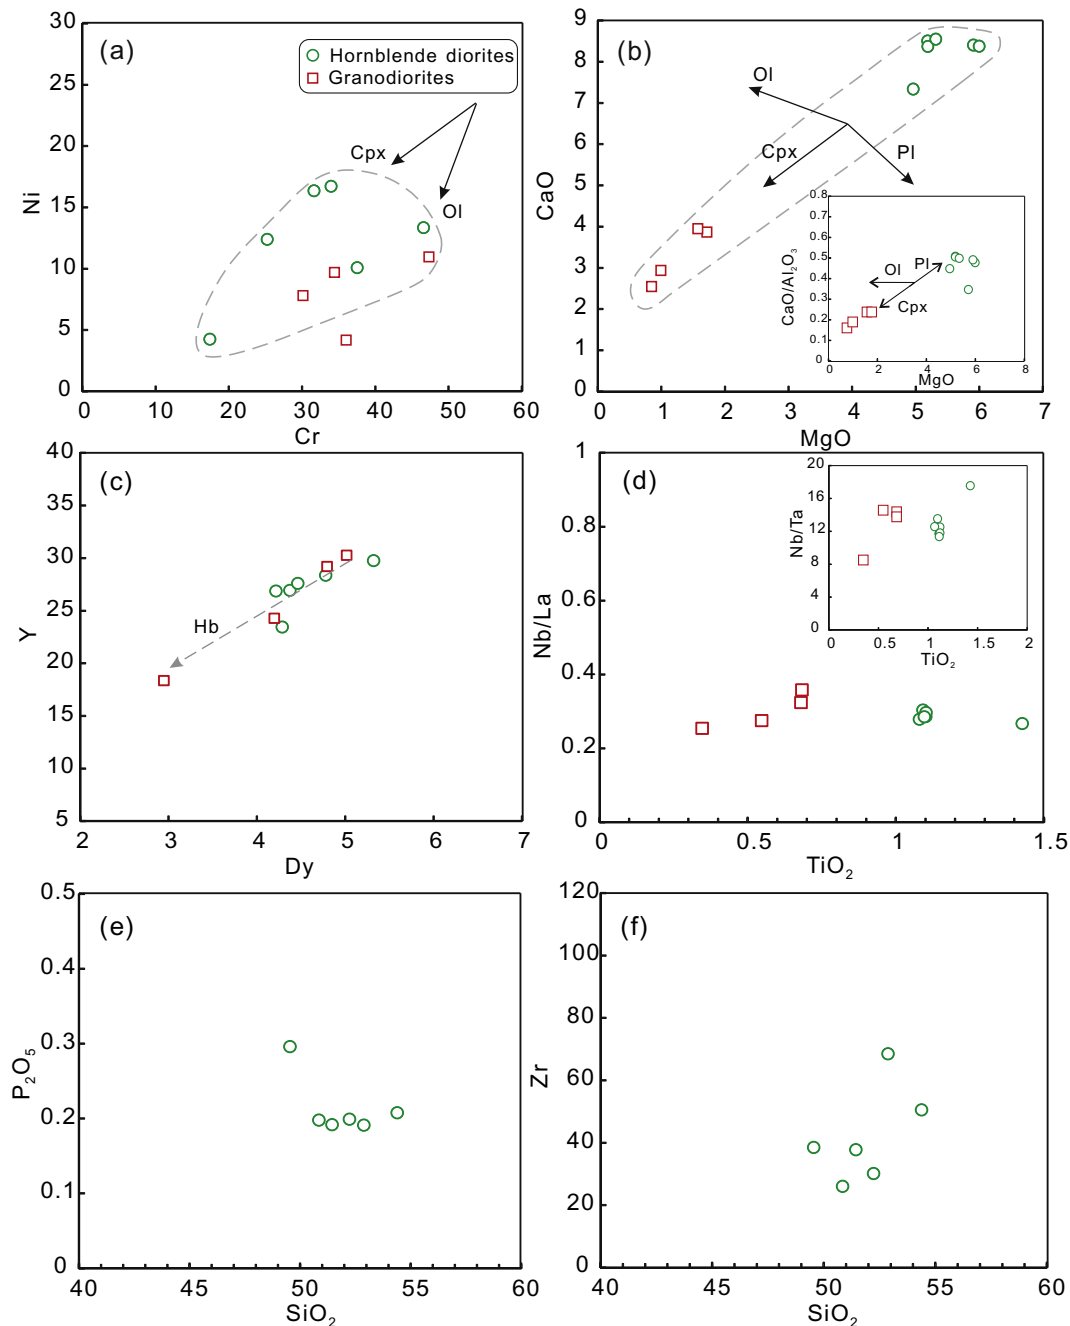 (a)
Hornblende diorites
Granodiorites
Cpx
Ol
30
25
20
15
10
5
0
0 10 20 30 40 50 60
Ni
Cr
(b)
Ol
Cpx
Pl
9
8
7
6
5
4
3
2
1
0 1 2 3 4 5 6 7
CaO
MgO
0.8
0.7
0.6
0.5
0.4
0.3
0.2
0.1
0
0 2 4 6 8
CaO/Al₂O₃
MgO
Ol
Pl
Cpx
(c)
Hb
40
35
30
25
20
15
10
5
2 3 4 5 6 7
Y
Dy
(d)
1
0.8
0.6
0.4
0.2
0
0 0.5 1 1.5
Nb/La
TiO₂
20
16
12
8
4
0
0 0.5 1 1.5 2
Nb/Ta
TiO₂
(e)
0.5
0.4
0.3
0.2
0.1
0
40 45 50 55 60
P₂O₅
SiO₂
(f)
120
100
80
60
40
20
0
40 45 50 55 60
Zr
SiO₂